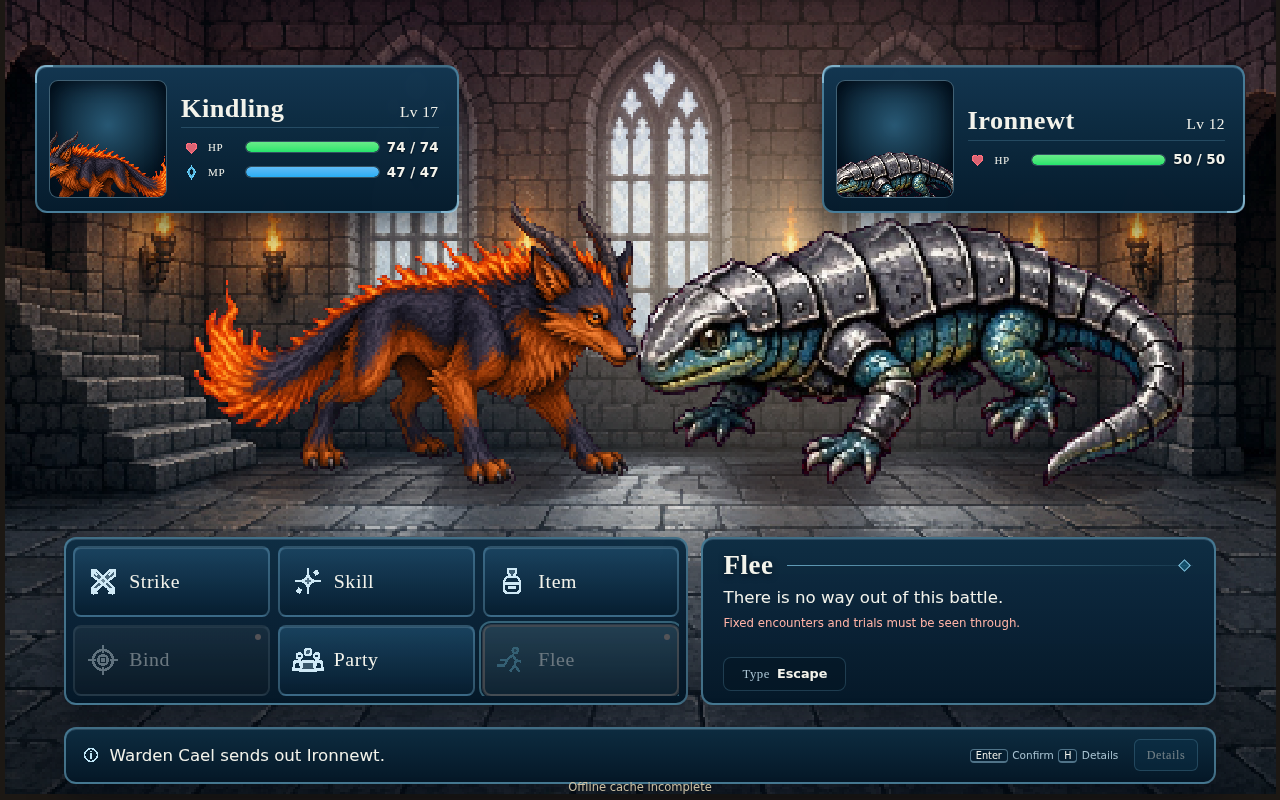 Kindling
Lv 17
HP 74 / 74
MP 47 / 47
Ironnewt
Lv 12
HP 50 / 50
Strike
Skill
Item
Bind
Party
Flee
Flee
There is no way out of this battle.
Fixed encounters and trials must be seen through.
Type Escape
Warden Cael sends out Ironnewt.
Enter Confirm H Details
Details
Offline cache incomplete